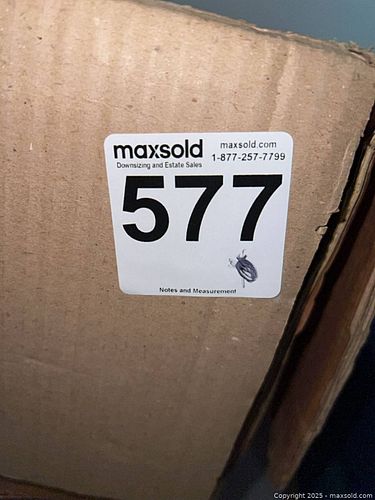 maxsold
Downsizing and Estate Sales
maxsold.com
1-877-257-7799
577
Notes and Measurement
Copyright © 2025 - maxsold.com